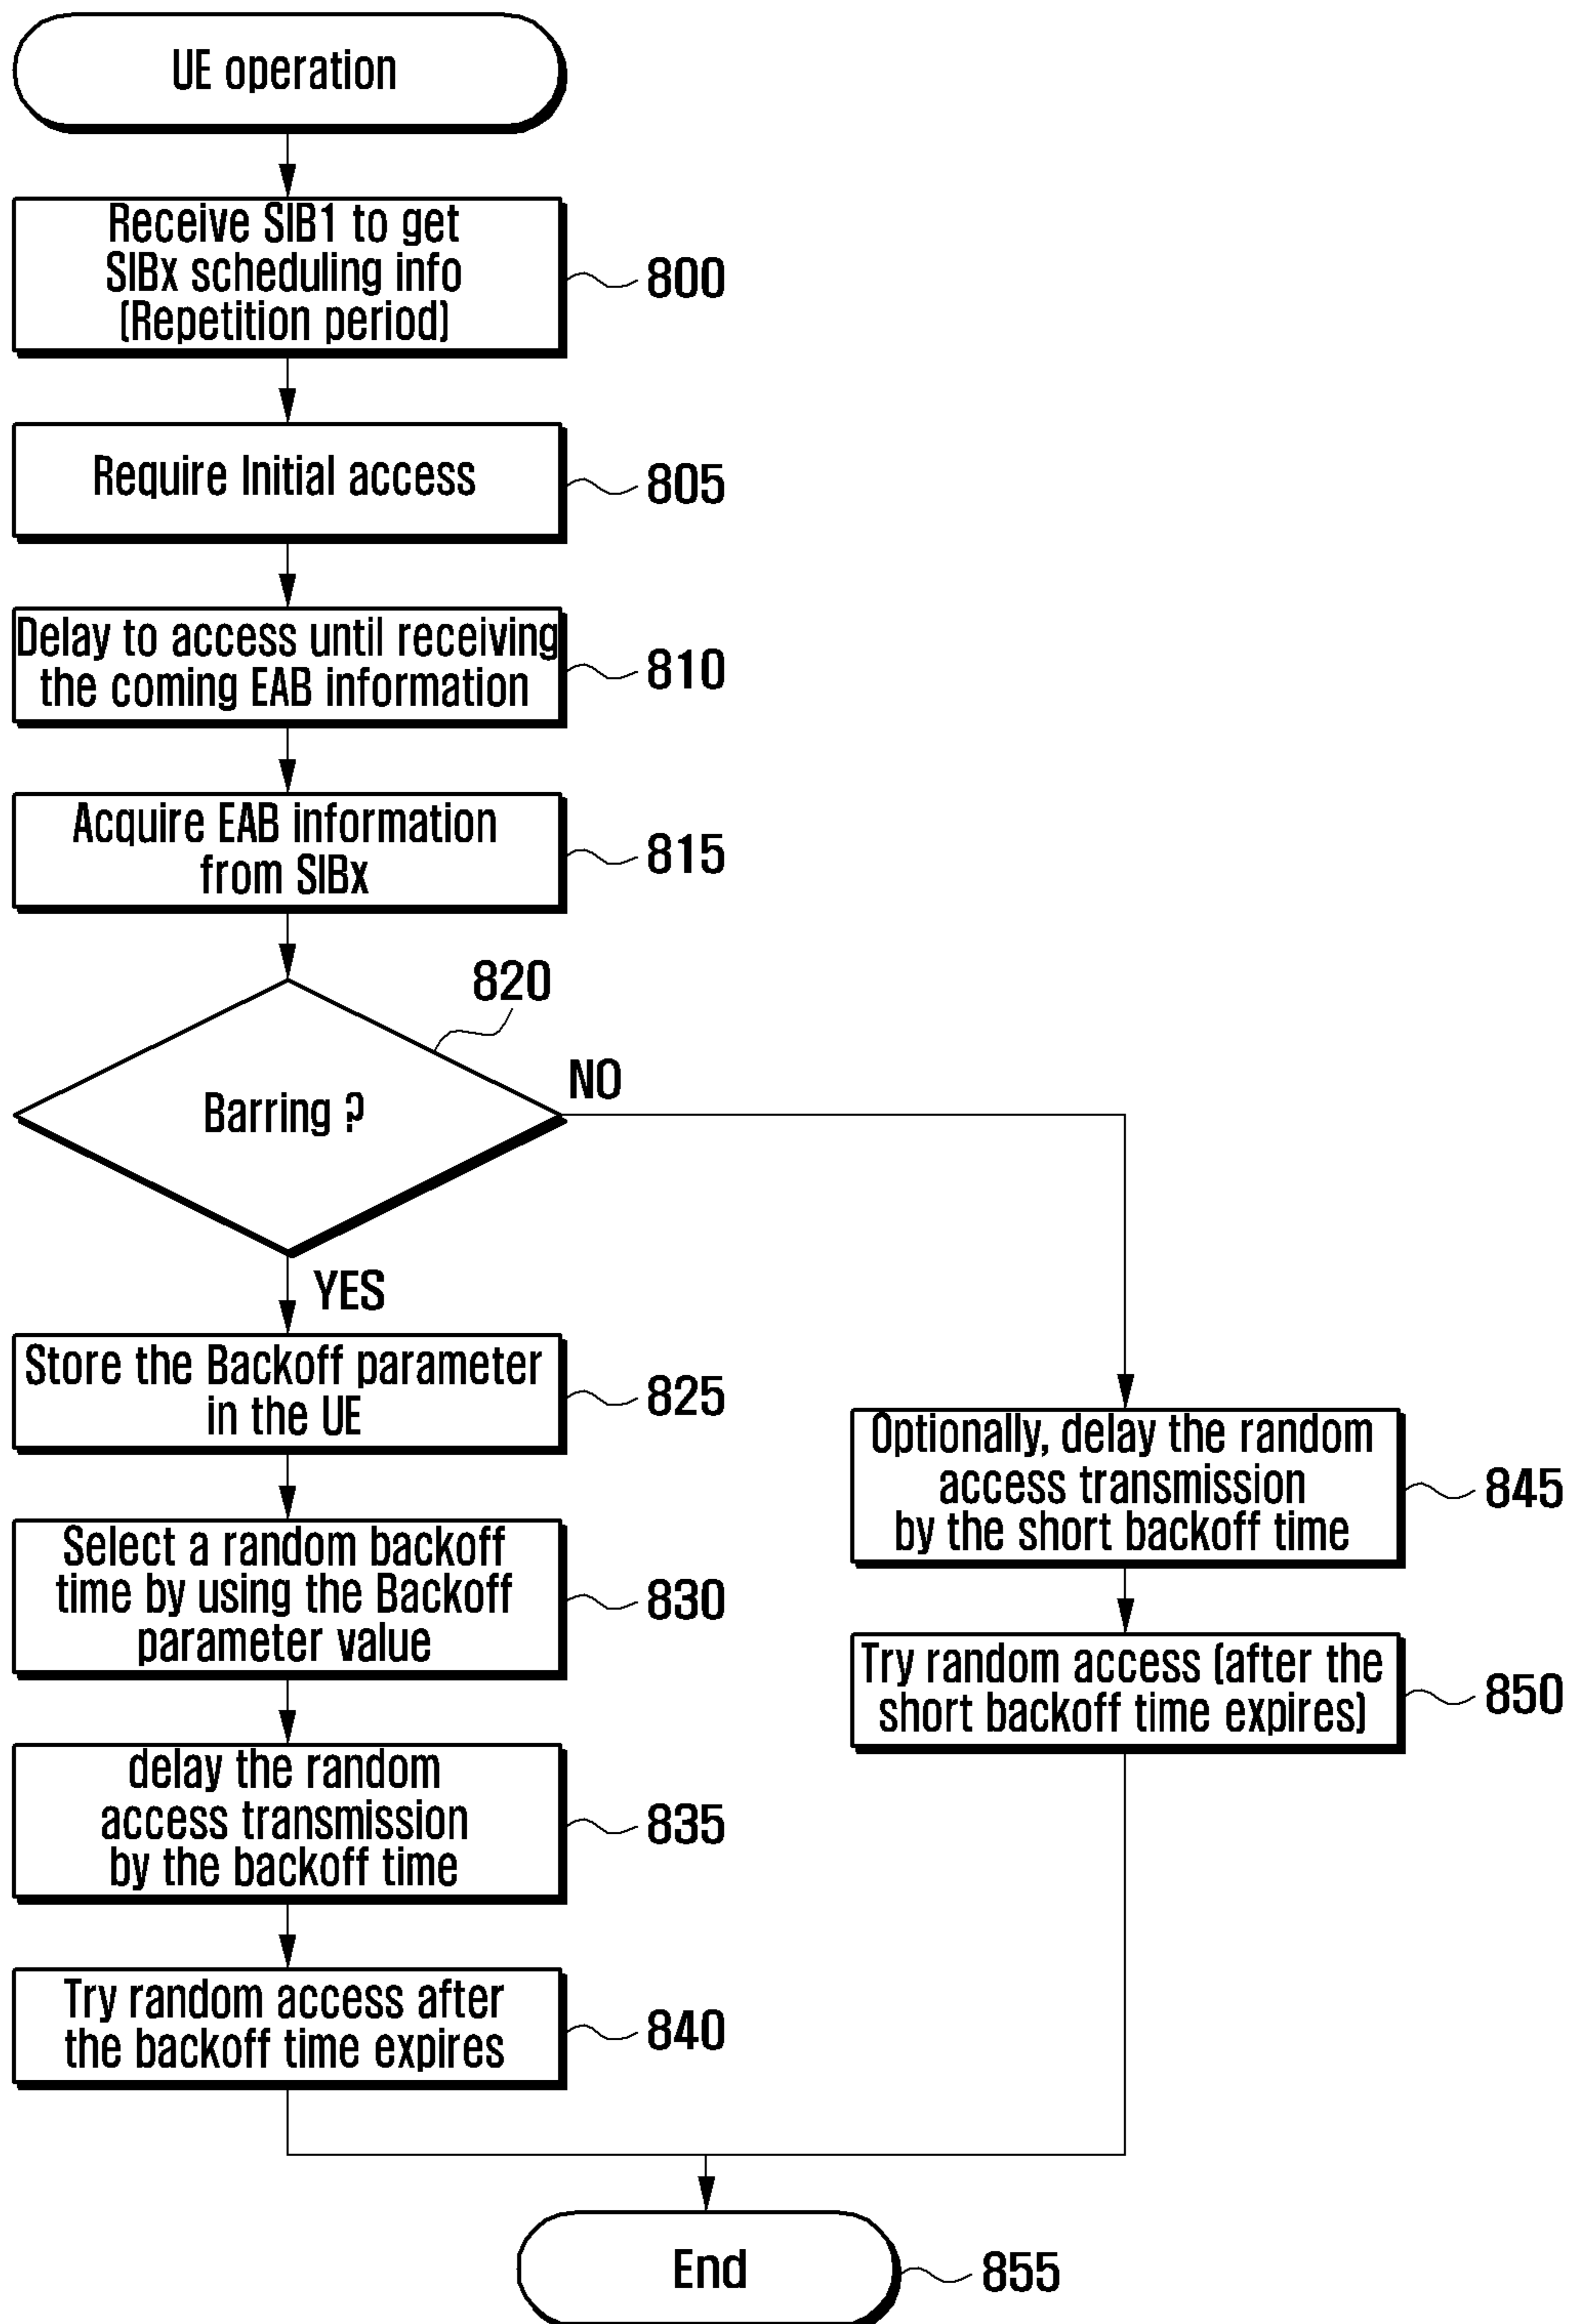 UE operation
Receive SIB1 to get
SIBx scheduling info
(Repetition period)
800
Require Initial access
805
Delay to access until receiving
the coming EAB information
810
Acquire EAB information
from SIBx
815
820
Barring ?
NO
YES
Store the Backoff parameter
in the UE
825
Select a random backoff
time by using the Backoff
parameter value
830
delay the random
access transmission
by the backoff time
835
Try random access after
the backoff time expires
840
Optionally, delay the random
access transmission
by the short backoff time
845
Try random access (after the
short backoff time expires)
850
End
855